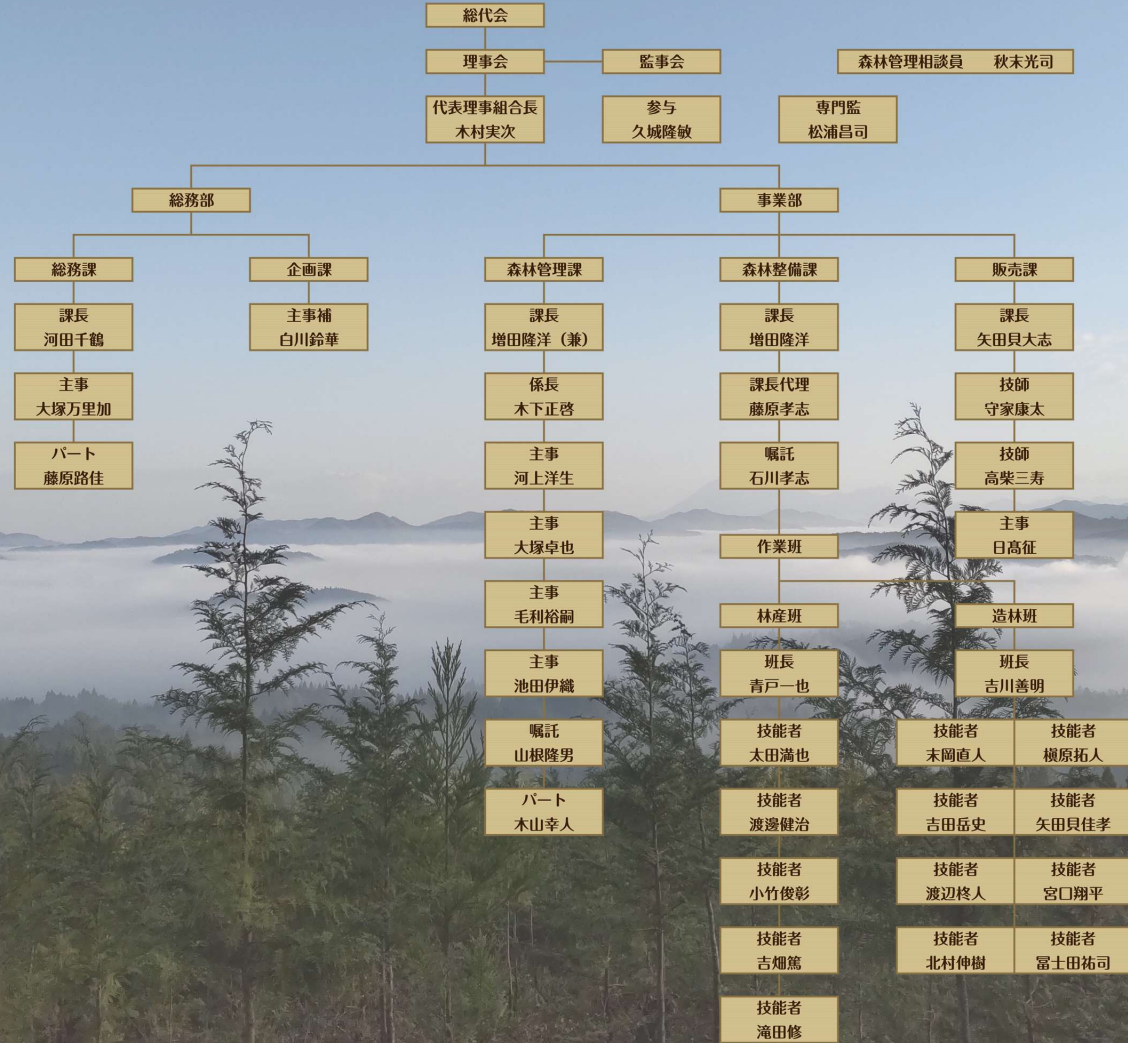 総代会
理事会
監事会
森林管理相談員 秋末光司
代表理事組合長
木村実次
参与
久城隆敏
専門監
松浦昌司
総務部
事業部
総務課
企画課
森林管理課
森林整備課
販売課
課長
河田千鶴
主事補
白川鈴華
課長
増田隆洋（兼）
課長
増田隆洋
課長
矢田貝大志
主事
大塚万里加
係長
木下正啓
課長代理
藤原孝志
技師
守家康太
パート
藤原路佳
主事
河上洋生
嘱託
石川孝志
技師
高柴三寿
主事
大塚卓也
作業班
主事
日髙征
主事
毛利裕嗣
林産班
造林班
主事
池田伊織
班長
青戸一也
班長
吉川善明
嘱託
山根隆男
技能者
太田満也
技能者
末岡直人
技能者
槇原拓人
パート
木山幸人
技能者
渡邊健治
技能者
吉田岳史
技能者
矢田貝佳孝
技能者
小竹俊彰
技能者
渡辺柊人
技能者
宮口翔平
技能者
吉畑篤
技能者
北村伸樹
技能者
冨士田祐司
技能者
滝田修